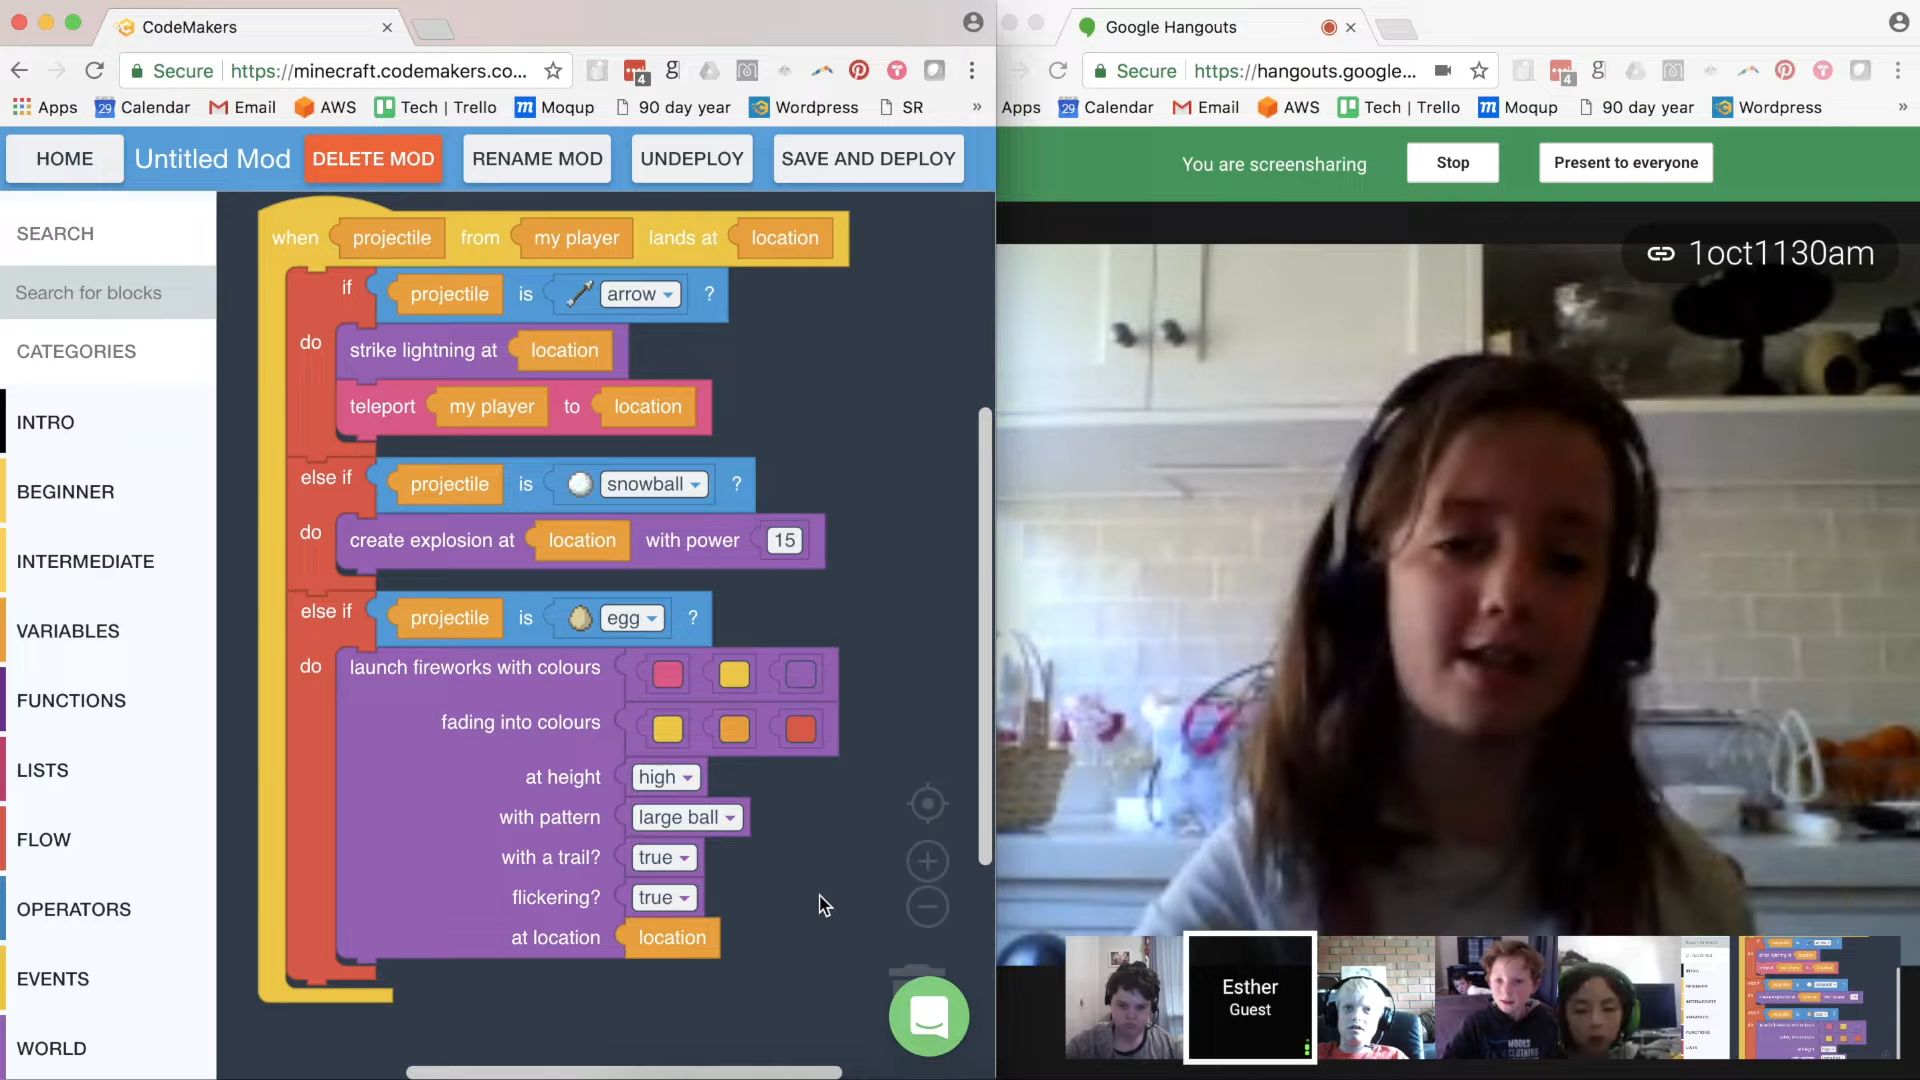 CodeMakers
Secure https://minecraft.codemakers.co...
4
Apps 29 Calendar Email AWS Tech | Trello m Moqup 90 day year Wordpress SR »
HOME Untitled Mod DELETE MOD RENAME MOD UNDEPLOY SAVE AND DEPLOY
SEARCH
Search for blocks
CATEGORIES
INTRO
BEGINNER
INTERMEDIATE
VARIABLES
FUNCTIONS
LISTS
FLOW
OPERATORS
EVENTS
WORLD
when projectile from my player lands at location
if projectile is arrow ?
do strike lightning at location
teleport my player to location
else if projectile is snowball ?
do create explosion at location with power 15
else if projectile is egg ?
do launch fireworks with colours
fading into colours
at height high
with pattern large ball
with a trail? true
flickering? true
at location location
Google Hangouts
Secure https://hangouts.google...
4
Apps 29 Calendar Email AWS Tech | Trello m Moqup 90 day year Wordpress »
You are screensharing Stop Present to everyone
1oct1130am
Esther
Guest